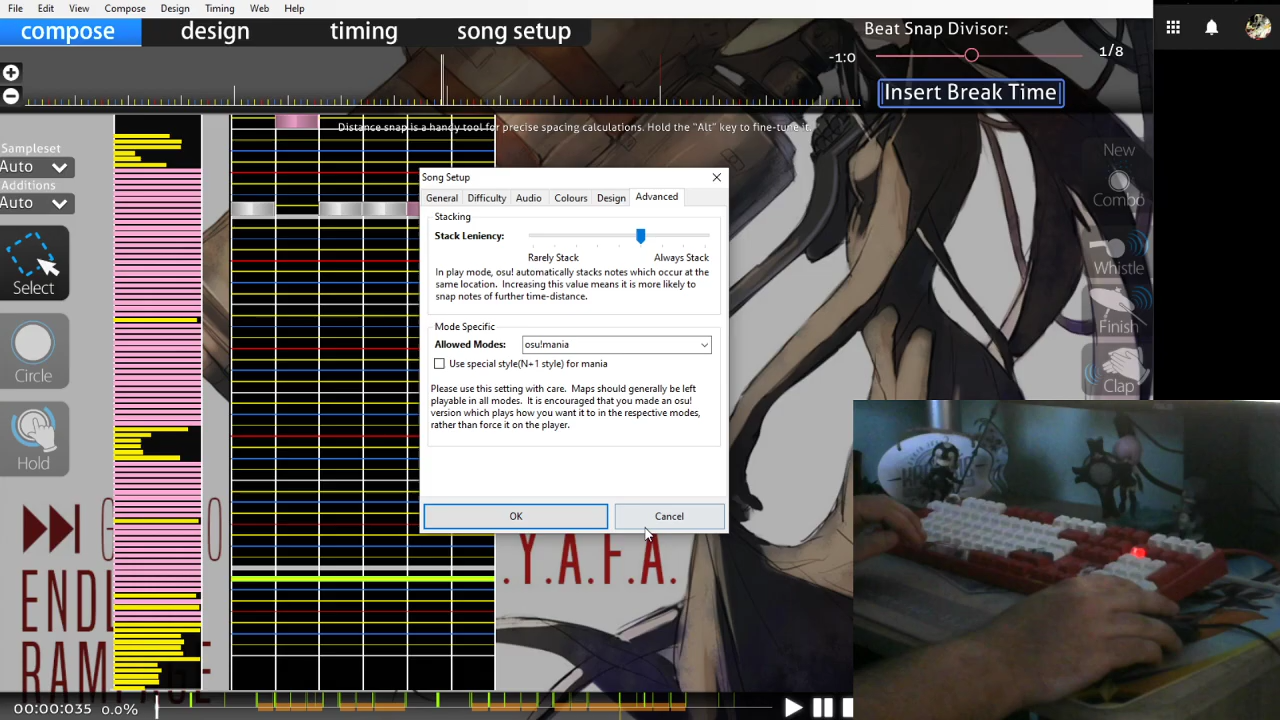 File Edit View Compose Design Timing Web Help
compose design timing song setup
Beat Snap Divisor:
-1:0
1/8
Insert Break Time
Distance snap is a handy tool for precise spacing calculations. Hold the "Alt" key to fine-tune it.
Sampleset
Auto
Additions
Auto
Select
Circle
Hold
New
Combo
Whistle
Finish
Clap
Song Setup
General Difficulty Audio Colours Design Advanced
Stacking
Stack Leniency:
Rarely Stack Always Stack
In play mode, osu! automatically stacks notes which occur at the
same location. Increasing this value means it is more likely to
snap notes of further time-distance.
Mode Specific
Allowed Modes: osu!mania
Use special style(N+1 style) for mania
Please use this setting with care. Maps should generally be left
playable in all modes. It is encouraged that you made an osu!
version which plays how you want it to in the respective modes,
rather than force it on the player.
OK Cancel
.Y.A.F.A.
00:00:035 0.0%